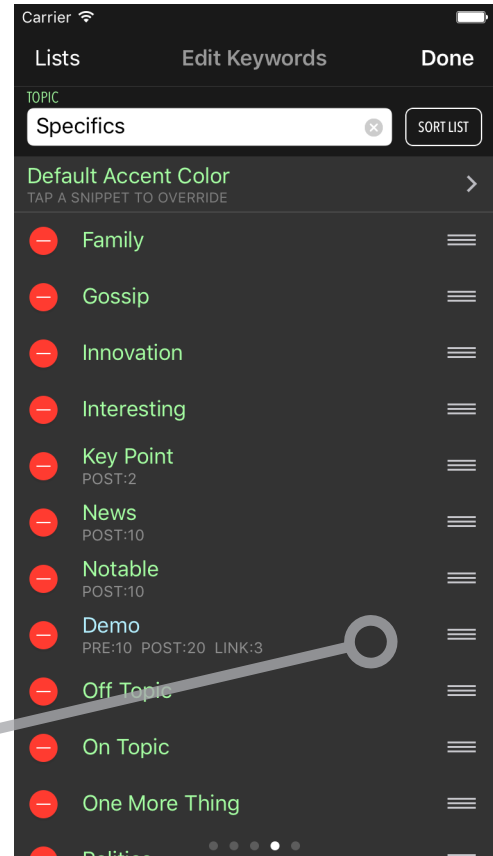 Carrier
Lists Edit Keywords Done
TOPIC
Specifics SORT LIST
Default Accent Color
TAP A SNIPPET TO OVERRIDE
Family
Gossip
Innovation
Interesting
Key Point
POST:2
News
POST:10
Notable
POST:10
Demo
PRE:10 POST:20 LINK:3
Off Topic
On Topic
One More Thing